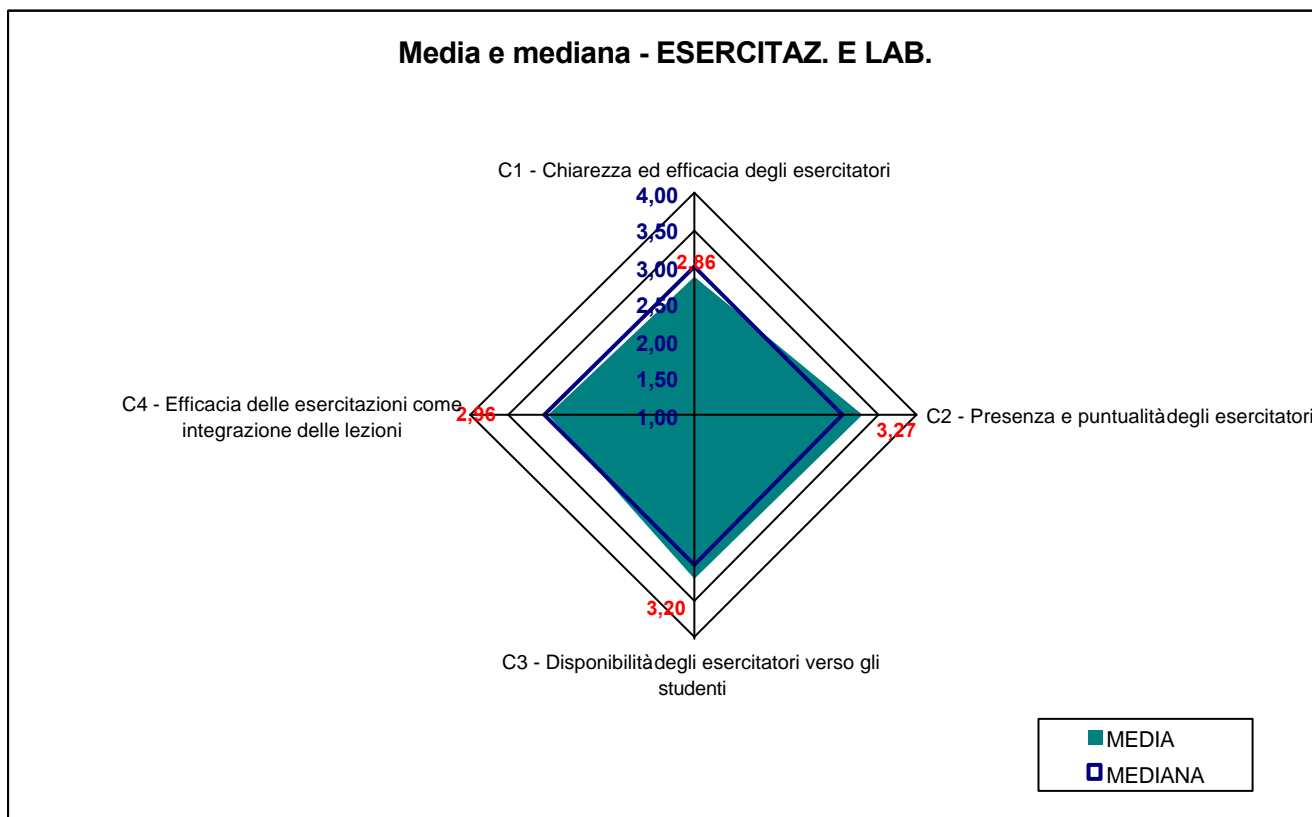 Media e mediana - ESERCITAZ. E LAB.
C1 - Chiarezza ed efficacia degli esercitatori
4,00
3,50
2,86
3,00
2,50
2,00
1,50
1,00
C4 - Efficacia delle esercitazioni come
integrazione delle lezioni
2,96
C2 - Presenza e puntualitàdegli esercitatori
3,27
3,20
C3 - Disponibilitàdegli esercitatori verso gli
studenti
MEDIA
MEDIANA